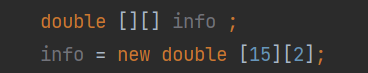 double [][] info ;
info = new double [15][2];